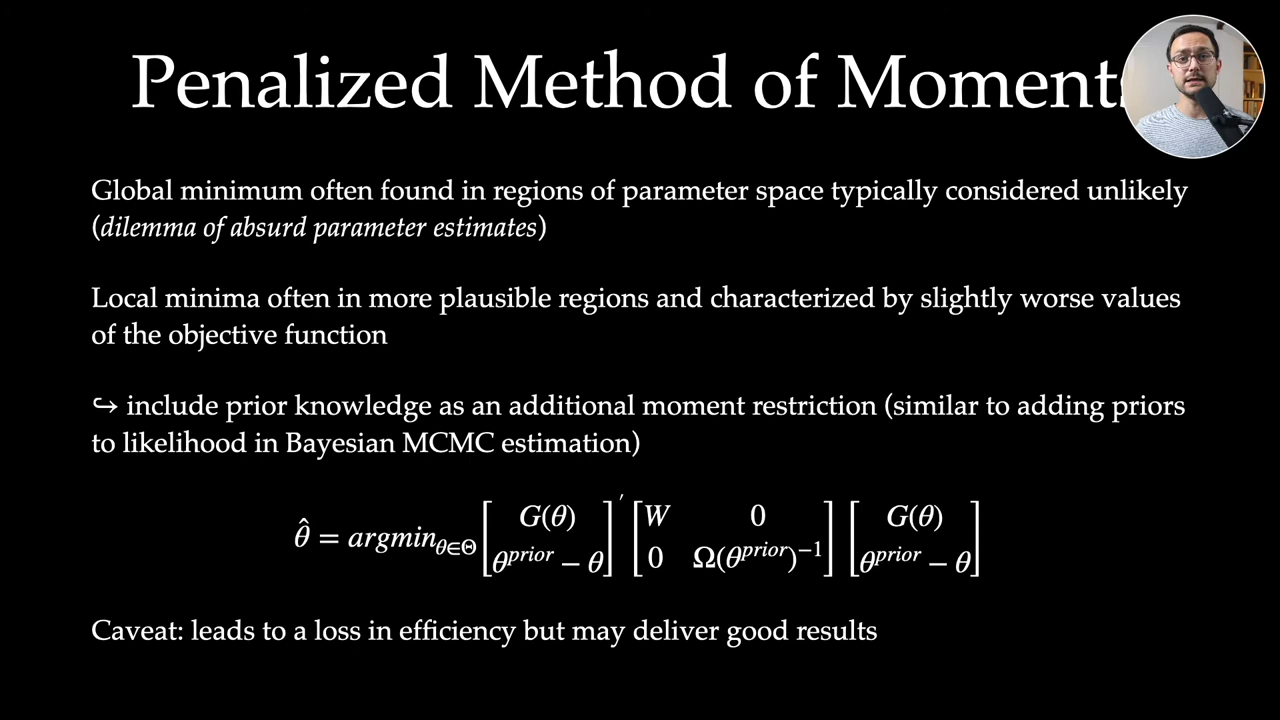 Penalized Method of Moments
Global minimum often found in regions of parameter space typically considered unlikely
(dilemma of absurd parameter estimates)
Local minima often in more plausible regions and characterized by slightly worse values
of the objective function
↪ include prior knowledge as an additional moment restriction (similar to adding priors
to likelihood in Bayesian MCMC estimation)
θ̂ = argmin_{θ∈Θ} [G(θ); θ^{prior} − θ]′ [W 0; 0 Ω(θ^{prior})^{−1}] [G(θ); θ^{prior} − θ]
Caveat: leads to a loss in efficiency but may deliver good results